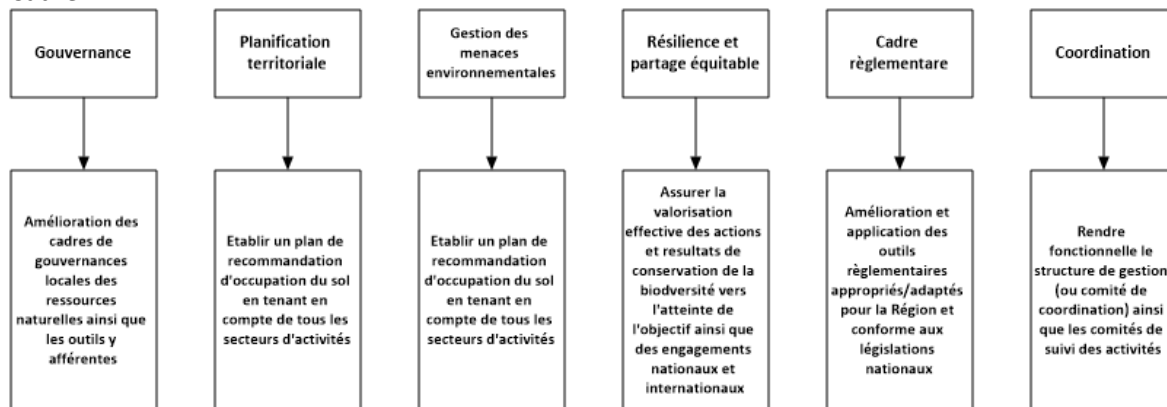 Gouvernance
Planification
territoriale
Gestion des
menaces
environnementales
Résilience et
partage équitable
Cadre
règlementare
Coordination
Amélioration des
cadres de
gouvernances
locales des
ressources
naturelles ainsi que
les outils y
afférentes
Etablir un plan de
recommandation
d'occupation du sol
en tenant en
compte de tous les
secteurs d'activités
Etablir un plan de
recommandation
d'occupation du sol
en tenant en
compte de tous les
secteurs d'activités
Assurer la
valorisation
effective des actions
et resultats de
conservation de la
biodiversité vers
l'atteinte de
l'objectif ainsi que
des engagements
nationaux et
internationaux
Amélioration et
application des
outils
règlementaires
appropriés/adaptés
pour la Région et
conforme aux
législations
nationaux
Rendre
fonctionnelle le
structure de gestion
(ou comité de
coordination) ainsi
que les comités de
suivi des activités